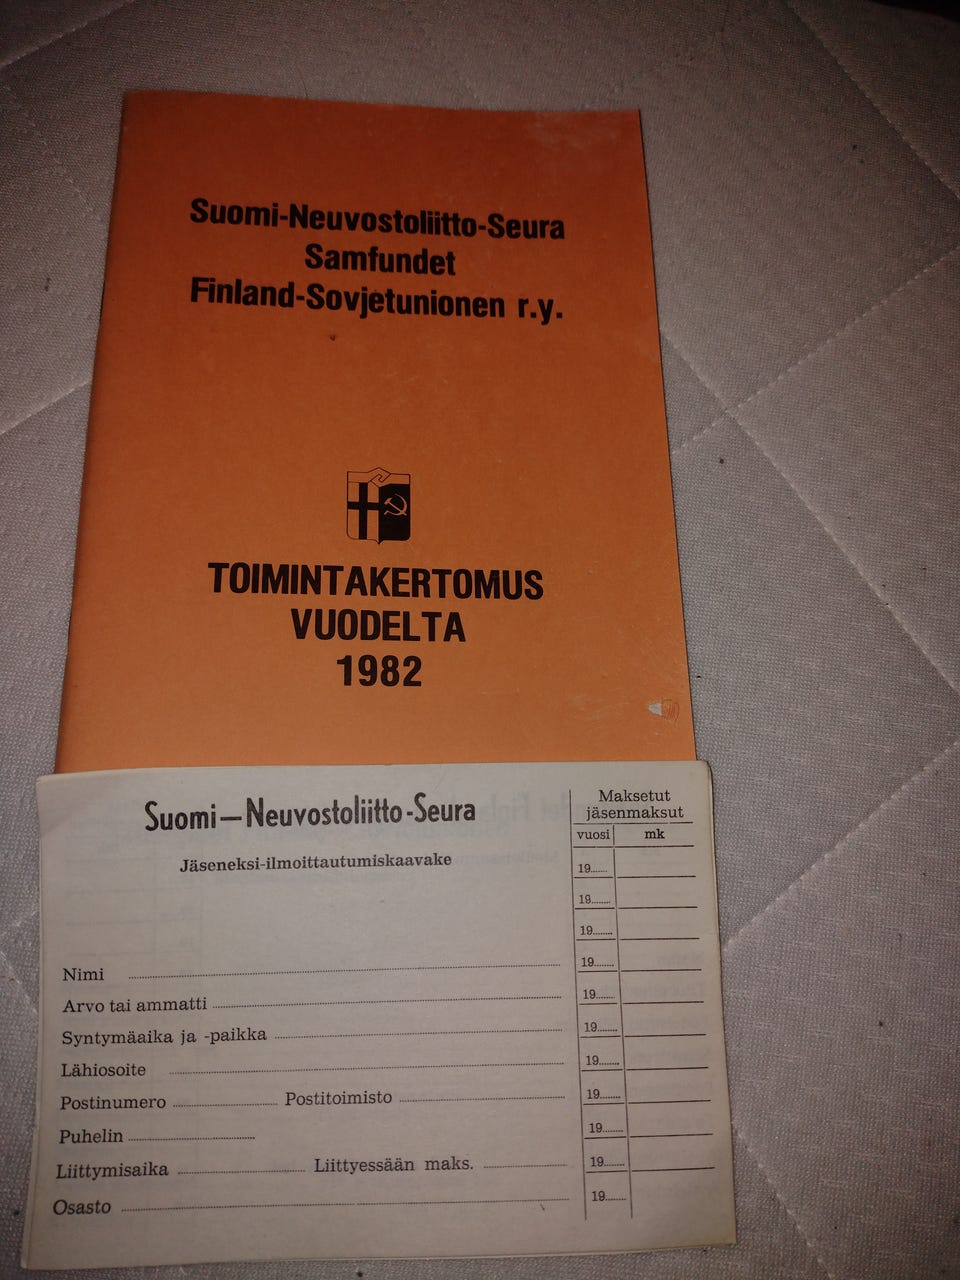 Suomi-Neuvostoliitto-Seura
Samfundet
Finland-Sovjetunionen r.y.
TOIMINTAKERTOMUS
VUODELTA
1982
Suomi—Neuvostoliitto-Seura
Jäseneksi-ilmoittautumiskaavake
Nimi
Arvo tai ammatti
Syntymäaika ja -paikka
Lähiosoite
Postinumero Postitoimisto
Puhelin
Liittymisaika Liittyessään maks.
Osasto
Maksetut
jäsenmaksut
vuosi mk
19
19
19
19
19
19
19
19
19
19
19